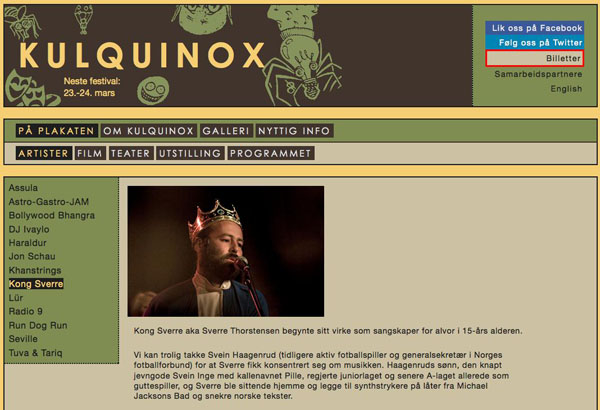 KULQUINOX
Neste festival:
23.-24. mars
Lik oss på Facebook
Følg oss på Twitter
Billetter
Samarbeidspartnere
English
PÅ PLAKATEN OM KULQUINOX GALLERI NYTTIG INFO
ARTISTER FILM TEATER UTSTILLING PROGRAMMET
Assula
Astro-Gastro-JAM
Bollywood Bhangra
DJ Ivaylo
Haraldur
Jon Schau
Khanstrings
Kong Sverre
Lúr
Radio 9
Run Dog Run
Seville
Tuva & Tariq
Kong Sverre aka Sverre Thorstensen begynte sitt virke som sangskaper for alvor i 15-års alderen.
Vi kan trolig takke Svein Haagenrud (tidligere aktiv fotballspiller og generalsekretær i Norges
fotballforbund) for at Sverre fikk konsentrert seg om musikken. Haagenruds sønn, den knapt
jevngode Svein Inge med kallenavnet Pille, regjerte juniorlaget og senere A-laget allerede som
guttespiller, og Sverre ble sittende hjemme og legge til synthstrykere på låter fra Michael
Jacksons Bad og snekre norske tekster.